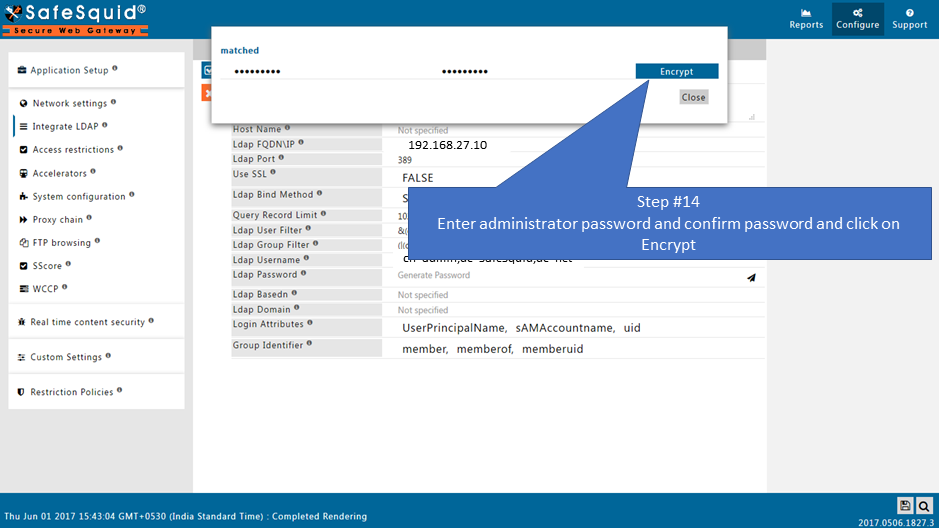 SafeSquid®
Secure Web Gateway
Reports
Configure
Support
matched
Encrypt
Close
Application Setup
Network settings
Integrate LDAP
Access restrictions
Accelerators
System configuration
Proxy chain
FTP browsing
SScore
WCCP
Real time content security
Custom Settings
Restriction Policies
Host Name Not specified
Ldap FQDN\IP 192.168.27.10
Ldap Port 389
Use SSL FALSE
Ldap Bind Method
Query Record Limit
Ldap User Filter
Ldap Group Filter
Ldap Username
Ldap Password Generate Password
Ldap Basedn Not specified
Ldap Domain Not specified
Login Attributes UserPrincipalName, sAMAccountname, uid
Group Identifier member, memberof, memberuid
Step #14
Enter administrator password and confirm password and click on
Encrypt
Thu Jun 01 2017 15:43:04 GMT+0530 (India Standard Time) : Completed Rendering
2017.0506.1827.3